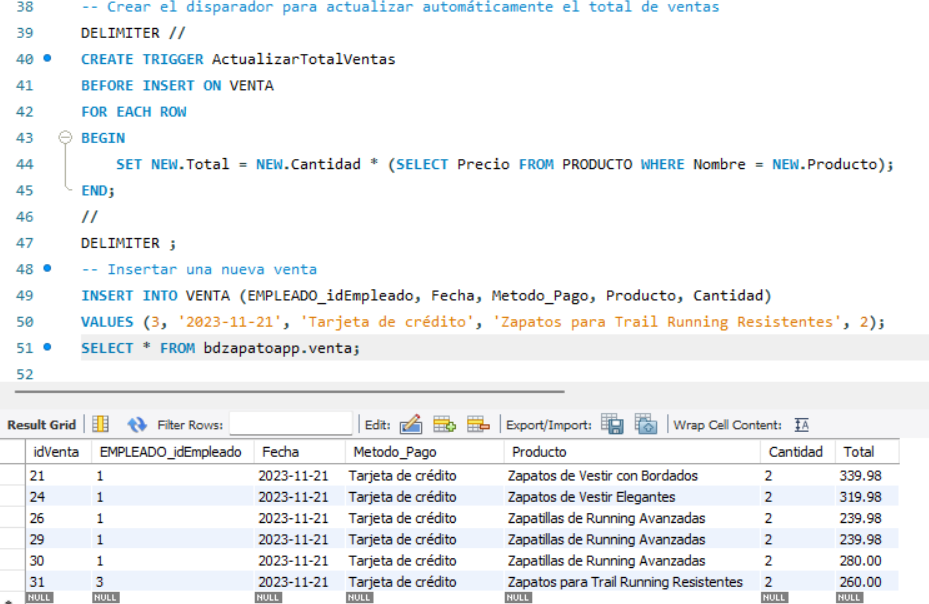 38 -- Crear el disparador para actualizar automáticamente el total de ventas
39 DELIMITER //
40 CREATE TRIGGER ActualizarTotalVentas
41 BEFORE INSERT ON VENTA
42 FOR EACH ROW
43 BEGIN
44 SET NEW.Total = NEW.Cantidad * (SELECT Precio FROM PRODUCTO WHERE Nombre = NEW.Producto);
45 END;
46 //
47 DELIMITER ;
48 -- Insertar una nueva venta
49 INSERT INTO VENTA (EMPLEADO_idEmpleado, Fecha, Metodo_Pago, Producto, Cantidad)
50 VALUES (3, '2023-11-21', 'Tarjeta de crédito', 'Zapatos para Trail Running Resistentes', 2);
51 SELECT * FROM bdzapatoapp.venta;
52
Result Grid Filter Rows: Edit: Export/Import: Wrap Cell Content: IA
idVenta EMPLEADO_idEmpleado Fecha Metodo_Pago Producto Cantidad Total
21 1 2023-11-21 Tarjeta de crédito Zapatos de Vestir con Bordados 2 339.98
24 1 2023-11-21 Tarjeta de crédito Zapatos de Vestir Elegantes 2 319.98
26 1 2023-11-21 Tarjeta de crédito Zapatillas de Running Avanzadas 2 239.98
29 1 2023-11-21 Tarjeta de crédito Zapatillas de Running Avanzadas 2 239.98
30 1 2023-11-21 Tarjeta de crédito Zapatillas de Running Avanzadas 2 280.00
31 3 2023-11-21 Tarjeta de crédito Zapatos para Trail Running Resistentes 2 260.00
NULL NULL NULL NULL NULL NULL NULL